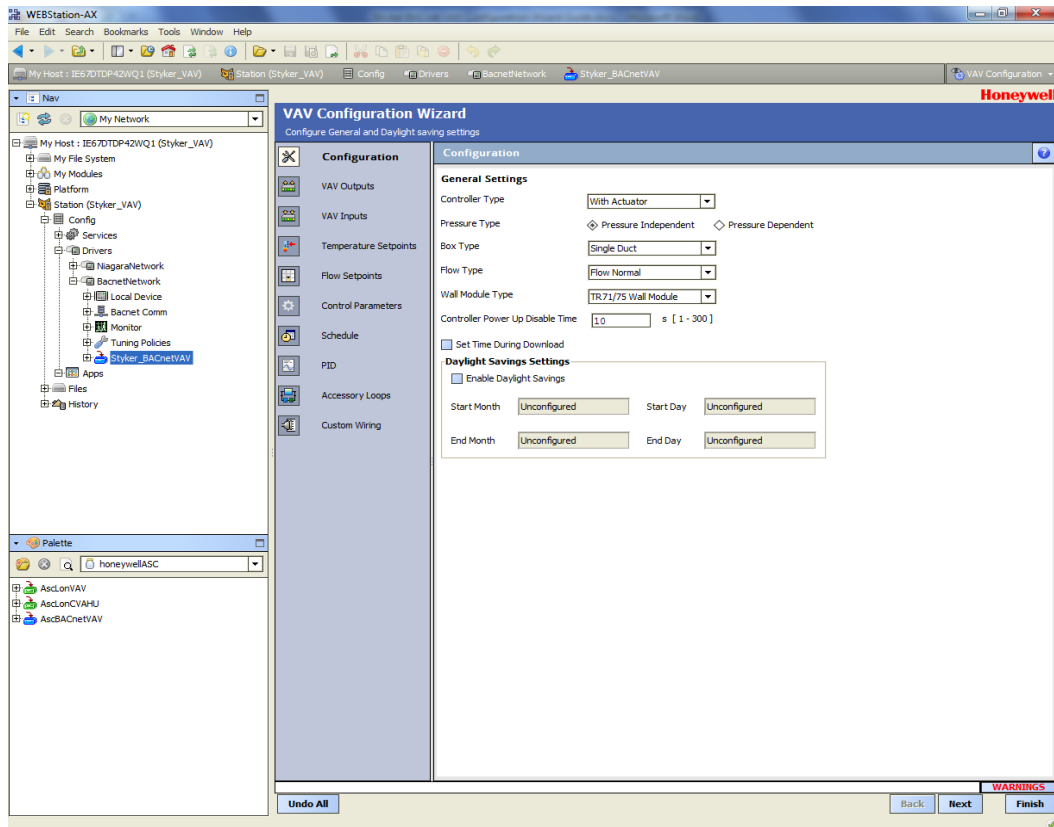 WEBStation-AX
File Edit Search Bookmarks Tools Window Help
My Host : IE67DTDP42WQ1 (Styker_VAV) Station (Styker_VAV) Config Drivers BacnetNetwork Styker_BACnetVAV VAV Configuration
Nav
My Network
My Host : IE67DTDP42WQ1 (Styker_VAV)
My File System
My Modules
Platform
Station (Styker_VAV)
Config
Services
Drivers
NiagaraNetwork
BacnetNetwork
Local Device
Bacnet Comm
Monitor
Tuning Policies
Styker_BACnetVAV
Apps
Files
History
Palette
honeywellASC
AscLonVAV
AscLonCVAHU
AscBACnetVAV
Honeywell
VAV Configuration Wizard
Configure General and Daylight saving settings
Configuration
VAV Outputs
VAV Inputs
Temperature Setpoints
Flow Setpoints
Control Parameters
Schedule
PID
Accessory Loops
Custom Wiring
Configuration
General Settings
Controller Type With Actuator
Pressure Type Pressure Independent Pressure Dependent
Box Type Single Duct
Flow Type Flow Normal
Wall Module Type TR71/75 Wall Module
Controller Power Up Disable Time 10 s [ 1 - 300 ]
Set Time During Download
Daylight Savings Settings
Enable Daylight Savings
Start Month Unconfigured Start Day Unconfigured
End Month Unconfigured End Day Unconfigured
WARNINGS
Undo All Back Next Finish